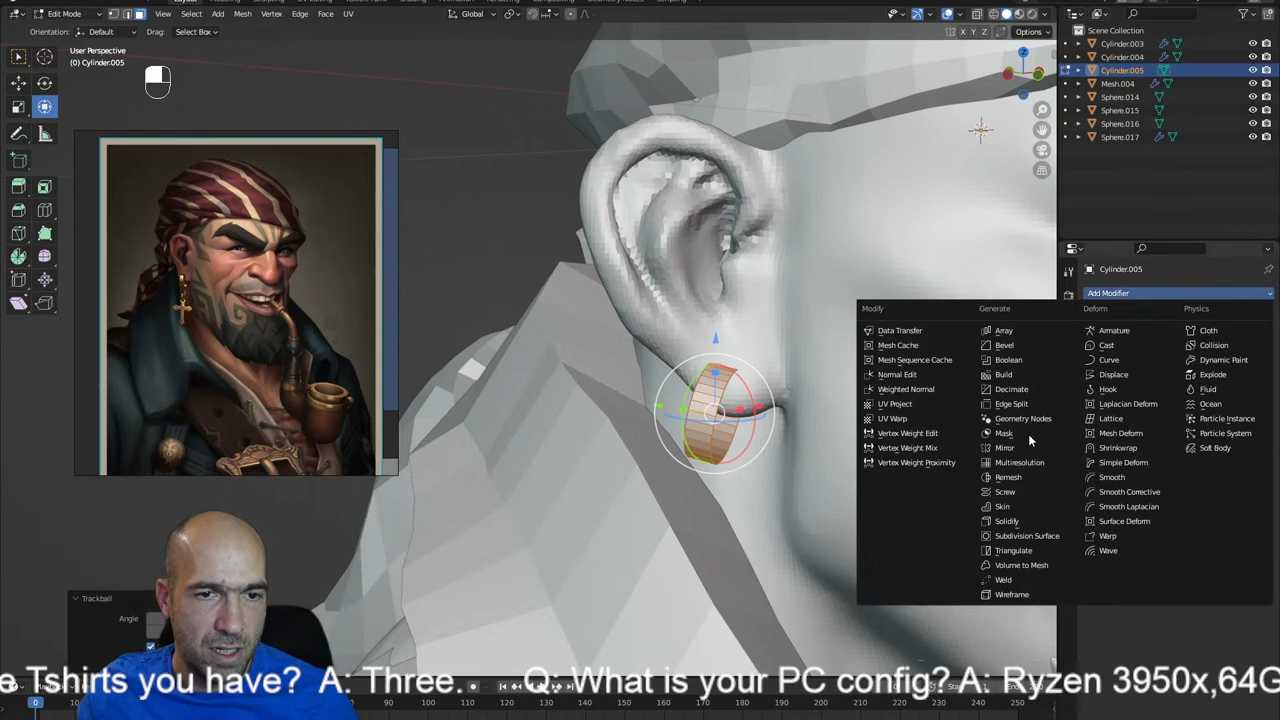 Edit Mode View Select Add Mesh Vertex Edge Face UV Global Options
Orientation: Default Drag: Select Box X Y Z Options
User Perspective
(0) Cylinder.005
Scene Collection
Cylinder.003
Cylinder.004
Cylinder.005
Mesh.004
Sphere.014
Sphere.015
Sphere.016
Sphere.017
Cylinder.005
Add Modifier
Modify Generate Deform Physics
Data Transfer Array Armature Cloth
Mesh Cache Bevel Cast Collision
Mesh Sequence Cache Boolean Curve Dynamic Paint
Normal Edit Build Displace Explode
Weighted Normal Decimate Hook Fluid
UV Project Edge Split Laplacian Deform Ocean
UV Warp Geometry Nodes Lattice Particle Instance
Vertex Weight Edit Mask Mesh Deform Particle System
Vertex Weight Mix Mirror Shrinkwrap Soft Body
Vertex Weight Proximity Multiresolution Simple Deform
Remesh Smooth
Screw Smooth Corrective
Skin Smooth Laplacian
Solidify Surface Deform
Subdivision Surface Warp
Triangulate Wave
Volume to Mesh
Weld
Wireframe
Trackball
Angle
e Tshirts you have? A: Three. Q: What is your PC config? A: Ryzen 3950x,64G